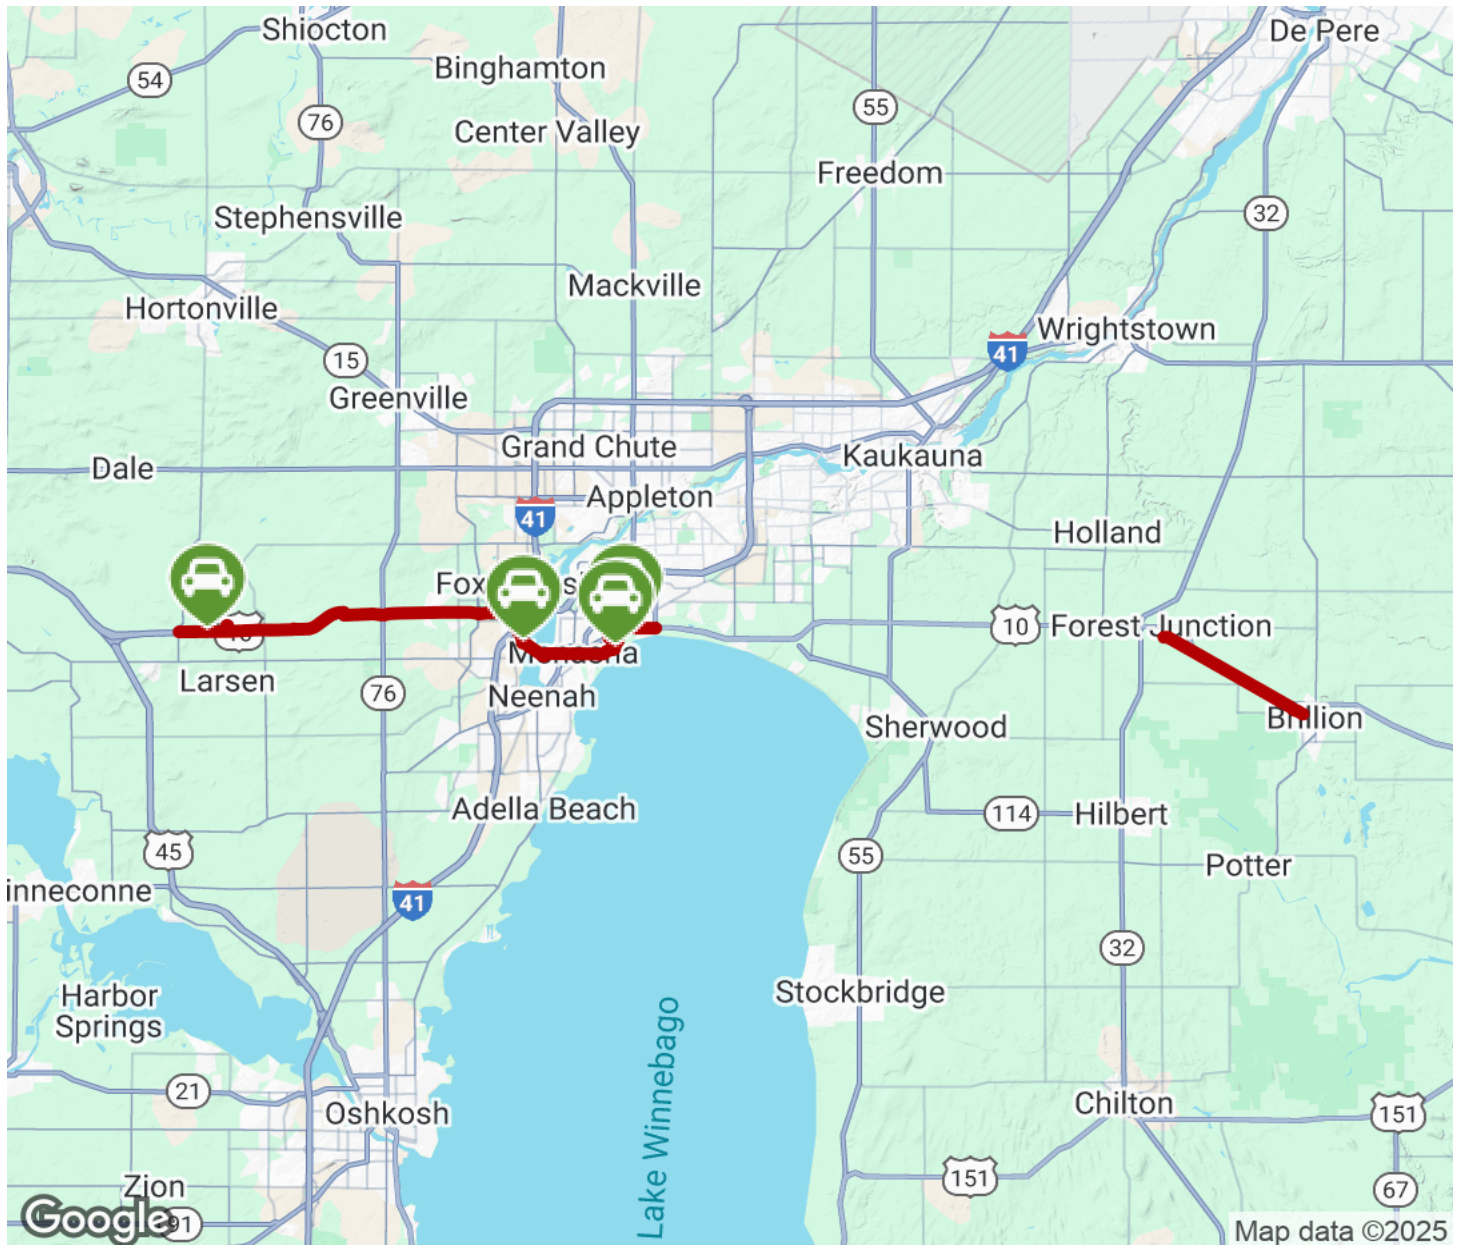 Shiocton
De Pere
Binghamton
54
55
76
Center Valley
Freedom
Stephensville
32
Mackville
Hortonville
Wrightstown
41
15
Greenville
Grand Chute
Kaukauna
Dale
Appleton
41
Holland
Fox
10
Forest Junction
Larsen
76
Neenah
Sherwood
Brillion
Adella Beach
114
Hilbert
45
55
Potter
inneconne
41
32
Stockbridge
Harbor
Springs
Lake Winnebago
21
Oshkosh
Chilton
151
151
Zion
67
Google
91
Map data ©2025